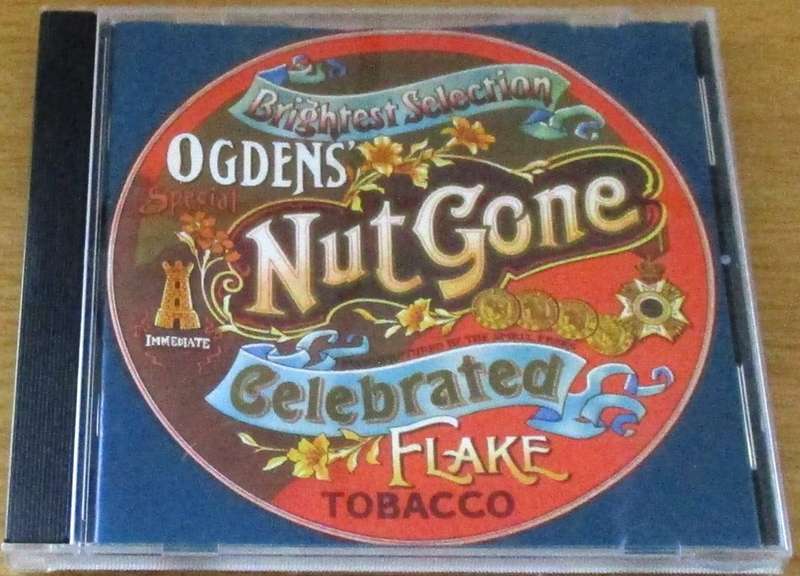 Brightest Selection
OGDENS'
Special
Nut Gone
IMMEDIATE
Celebrated
FLAKE
TOBACCO